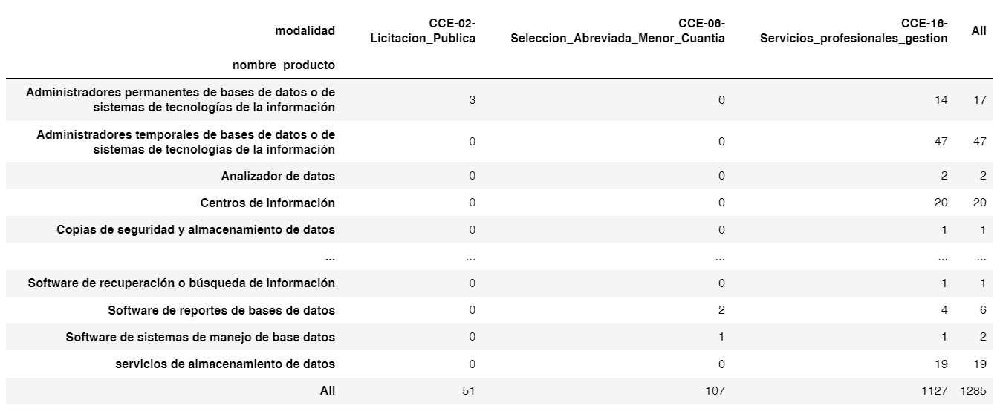 modalidad CCE-02- CCE-06- CCE-16- All
Licitacion_Publica Seleccion_Abreviada_Menor_Cuantia Servicios_profesionales_gestion
nombre_producto
Administradores permanentes de bases de datos o de
sistemas de tecnologías de la información 3 0 14 17
Administradores temporales de bases de datos o de
sistemas de tecnologías de la información 0 0 47 47
Analizador de datos 0 0 2 2
Centros de información 0 0 20 20
Copias de seguridad y almacenamiento de datos 0 0 1 1
... ... ... ... ...
Software de recuperación o búsqueda de información 0 0 1 1
Software de reportes de bases de datos 0 2 4 6
Software de sistemas de manejo de base datos 0 1 1 2
servicios de almacenamiento de datos 0 0 19 19
All 51 107 1127 1285